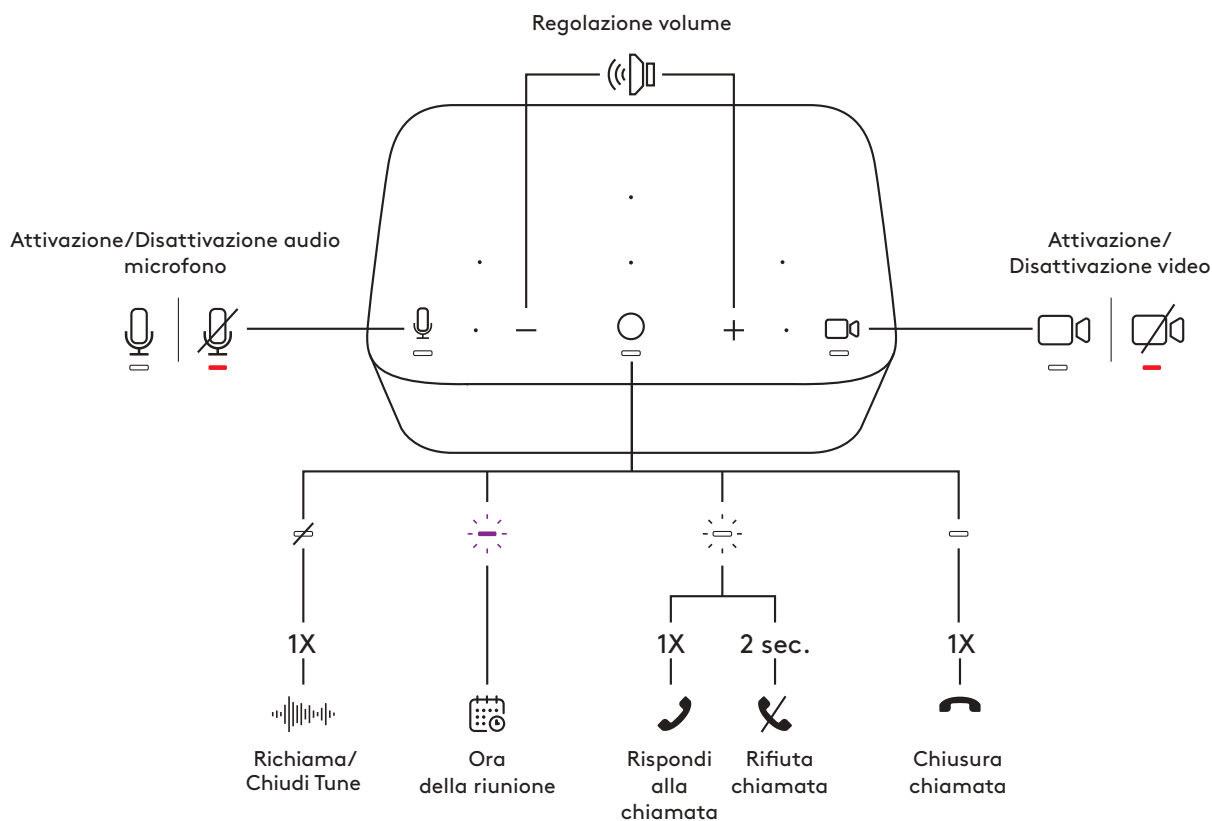 Regolazione volume
Attivazione/Disattivazione audio
microfono
Attivazione/
Disattivazione video
1X
1X
2 sec.
1X
Richiama/
Chiudi Tune
Ora
della riunione
Rispondi
alla
chiamata
Rifiuta
chiamata
Chiusura
chiamata